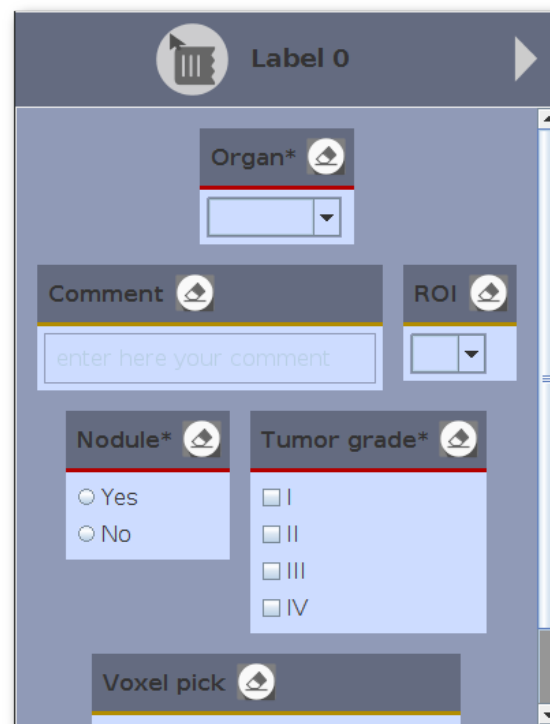 Label 0
Organ*
Comment ROI
enter here your comment
Nodule* Tumor grade*
Yes I
No II
III
IV
Voxel pick